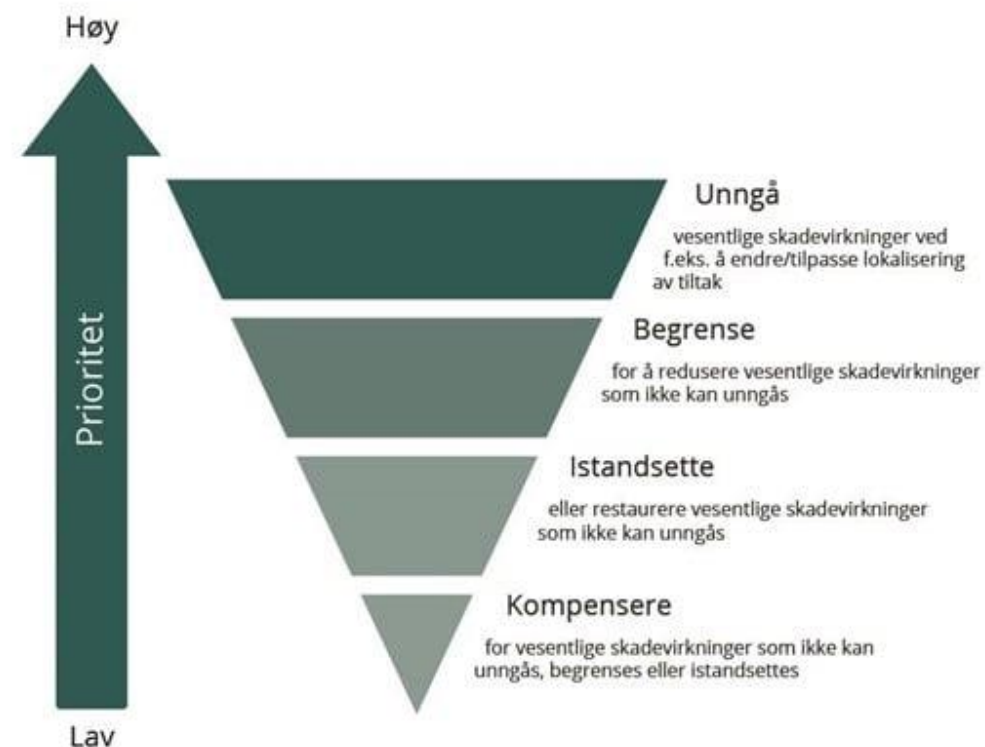 Høy
Prioritet
Lav
Unngå
vesentlige skadevirkninger ved
f.eks. å endre/tilpasse lokalisering
av tiltak
Begrense
for å redusere vesentlige skadevirkninger
som ikke kan unngås
Istandsette
eller restaurere vesentlige skadevirkninger
som ikke kan unngås
Kompensere
for vesentlige skadevirkninger som ikke kan
unngås, begrenses eller istandsettes